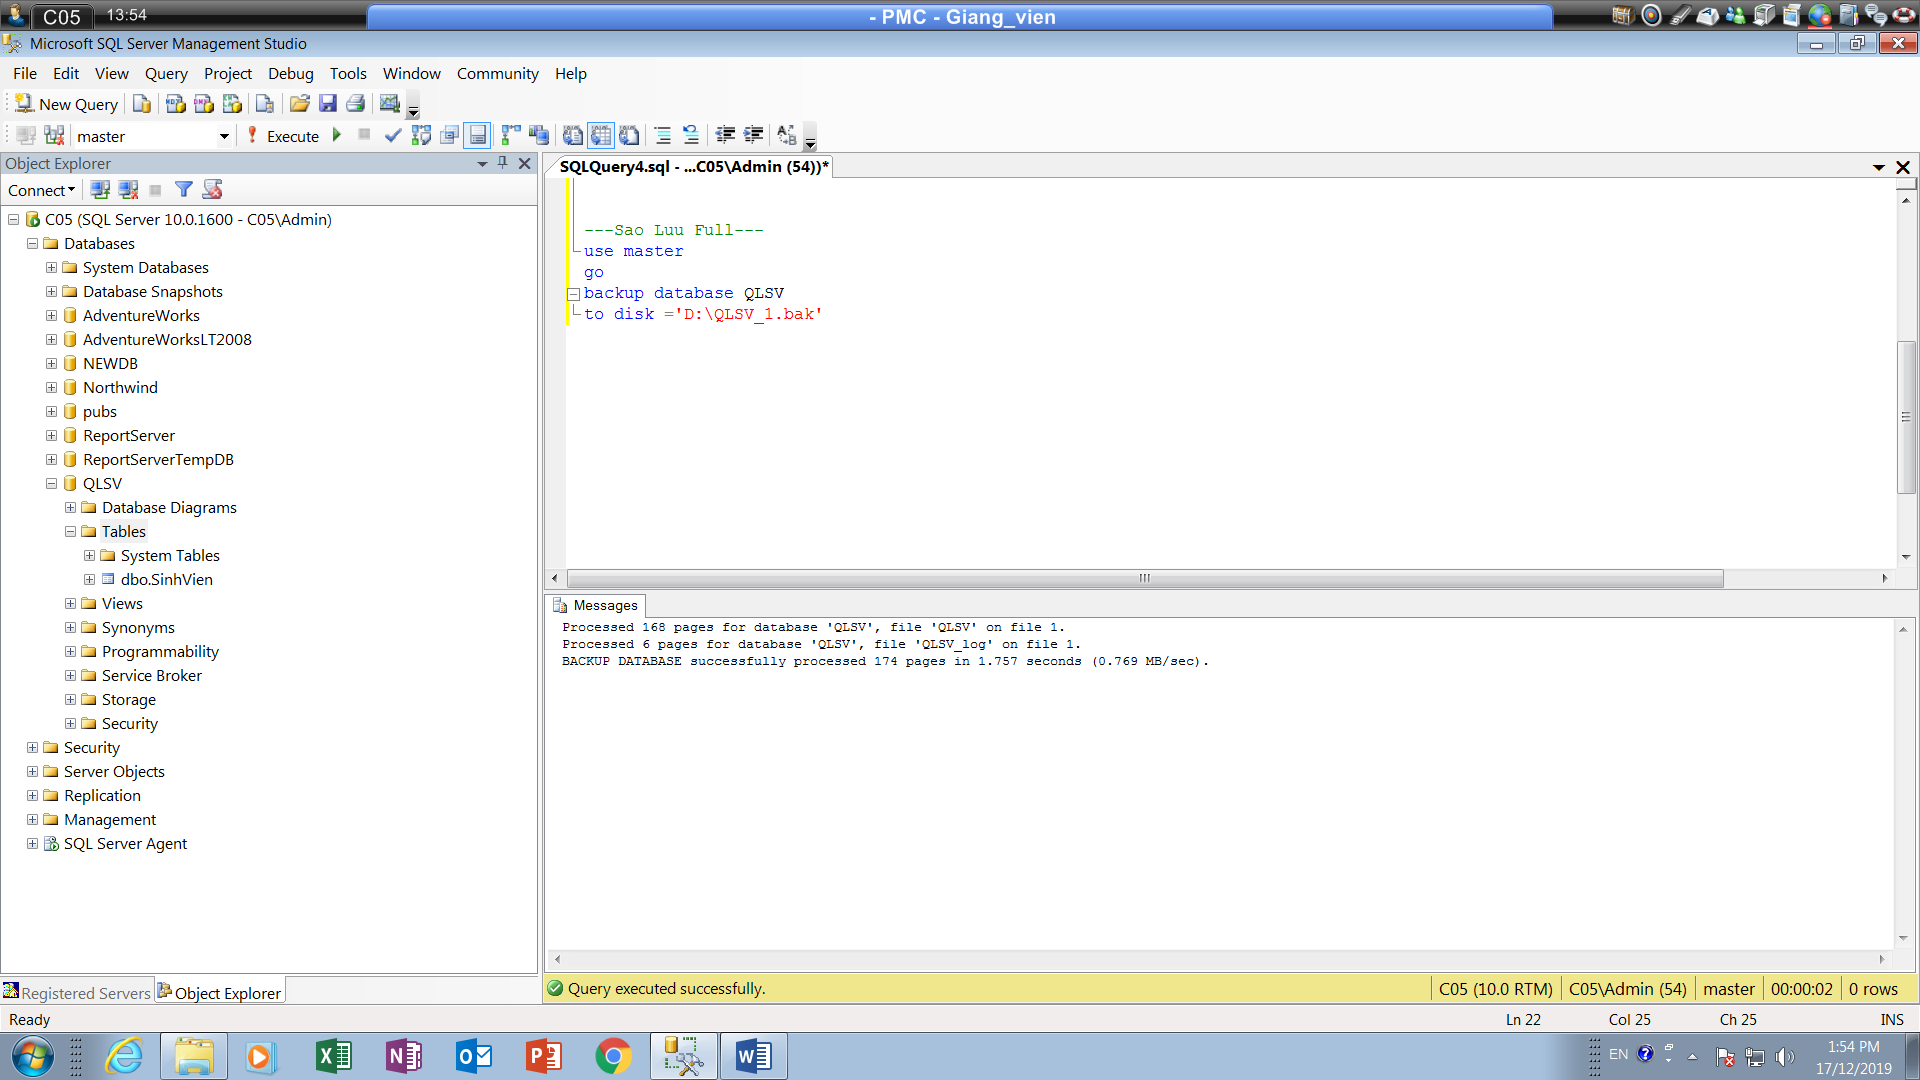 C05
13:54
- PMC - Giang_vien
Microsoft SQL Server Management Studio
File Edit View Query Project Debug Tools Window Community Help
New Query
master
Execute
Object Explorer
Connect
C05 (SQL Server 10.0.1600 - C05\Admin)
Databases
System Databases
Database Snapshots
AdventureWorks
AdventureWorksLT2008
NEWDB
Northwind
pubs
ReportServer
ReportServerTempDB
QLSV
Database Diagrams
Tables
System Tables
dbo.SinhVien
Views
Synonyms
Programmability
Service Broker
Storage
Security
Security
Server Objects
Replication
Management
SQL Server Agent
Registered Servers
Object Explorer
SQLQuery4.sql - ...C05\Admin (54))*
---Sao Luu Full---
use master
go
backup database QLSV
to disk ='D:\QLSV_1.bak'
Messages
Processed 168 pages for database 'QLSV', file 'QLSV' on file 1.
Processed 6 pages for database 'QLSV', file 'QLSV_log' on file 1.
BACKUP DATABASE successfully processed 174 pages in 1.757 seconds (0.769 MB/sec).
Query executed successfully.
C05 (10.0 RTM)
C05\Admin (54)
master
00:00:02
0 rows
Ready
Ln 22
Col 25
Ch 25
INS
EN
1:54 PM
17/12/2019